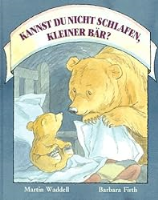 KANNST DU NICHT SCHLAFEN,
KLEINER BÄR?
Martin Waddell Barbara Firth